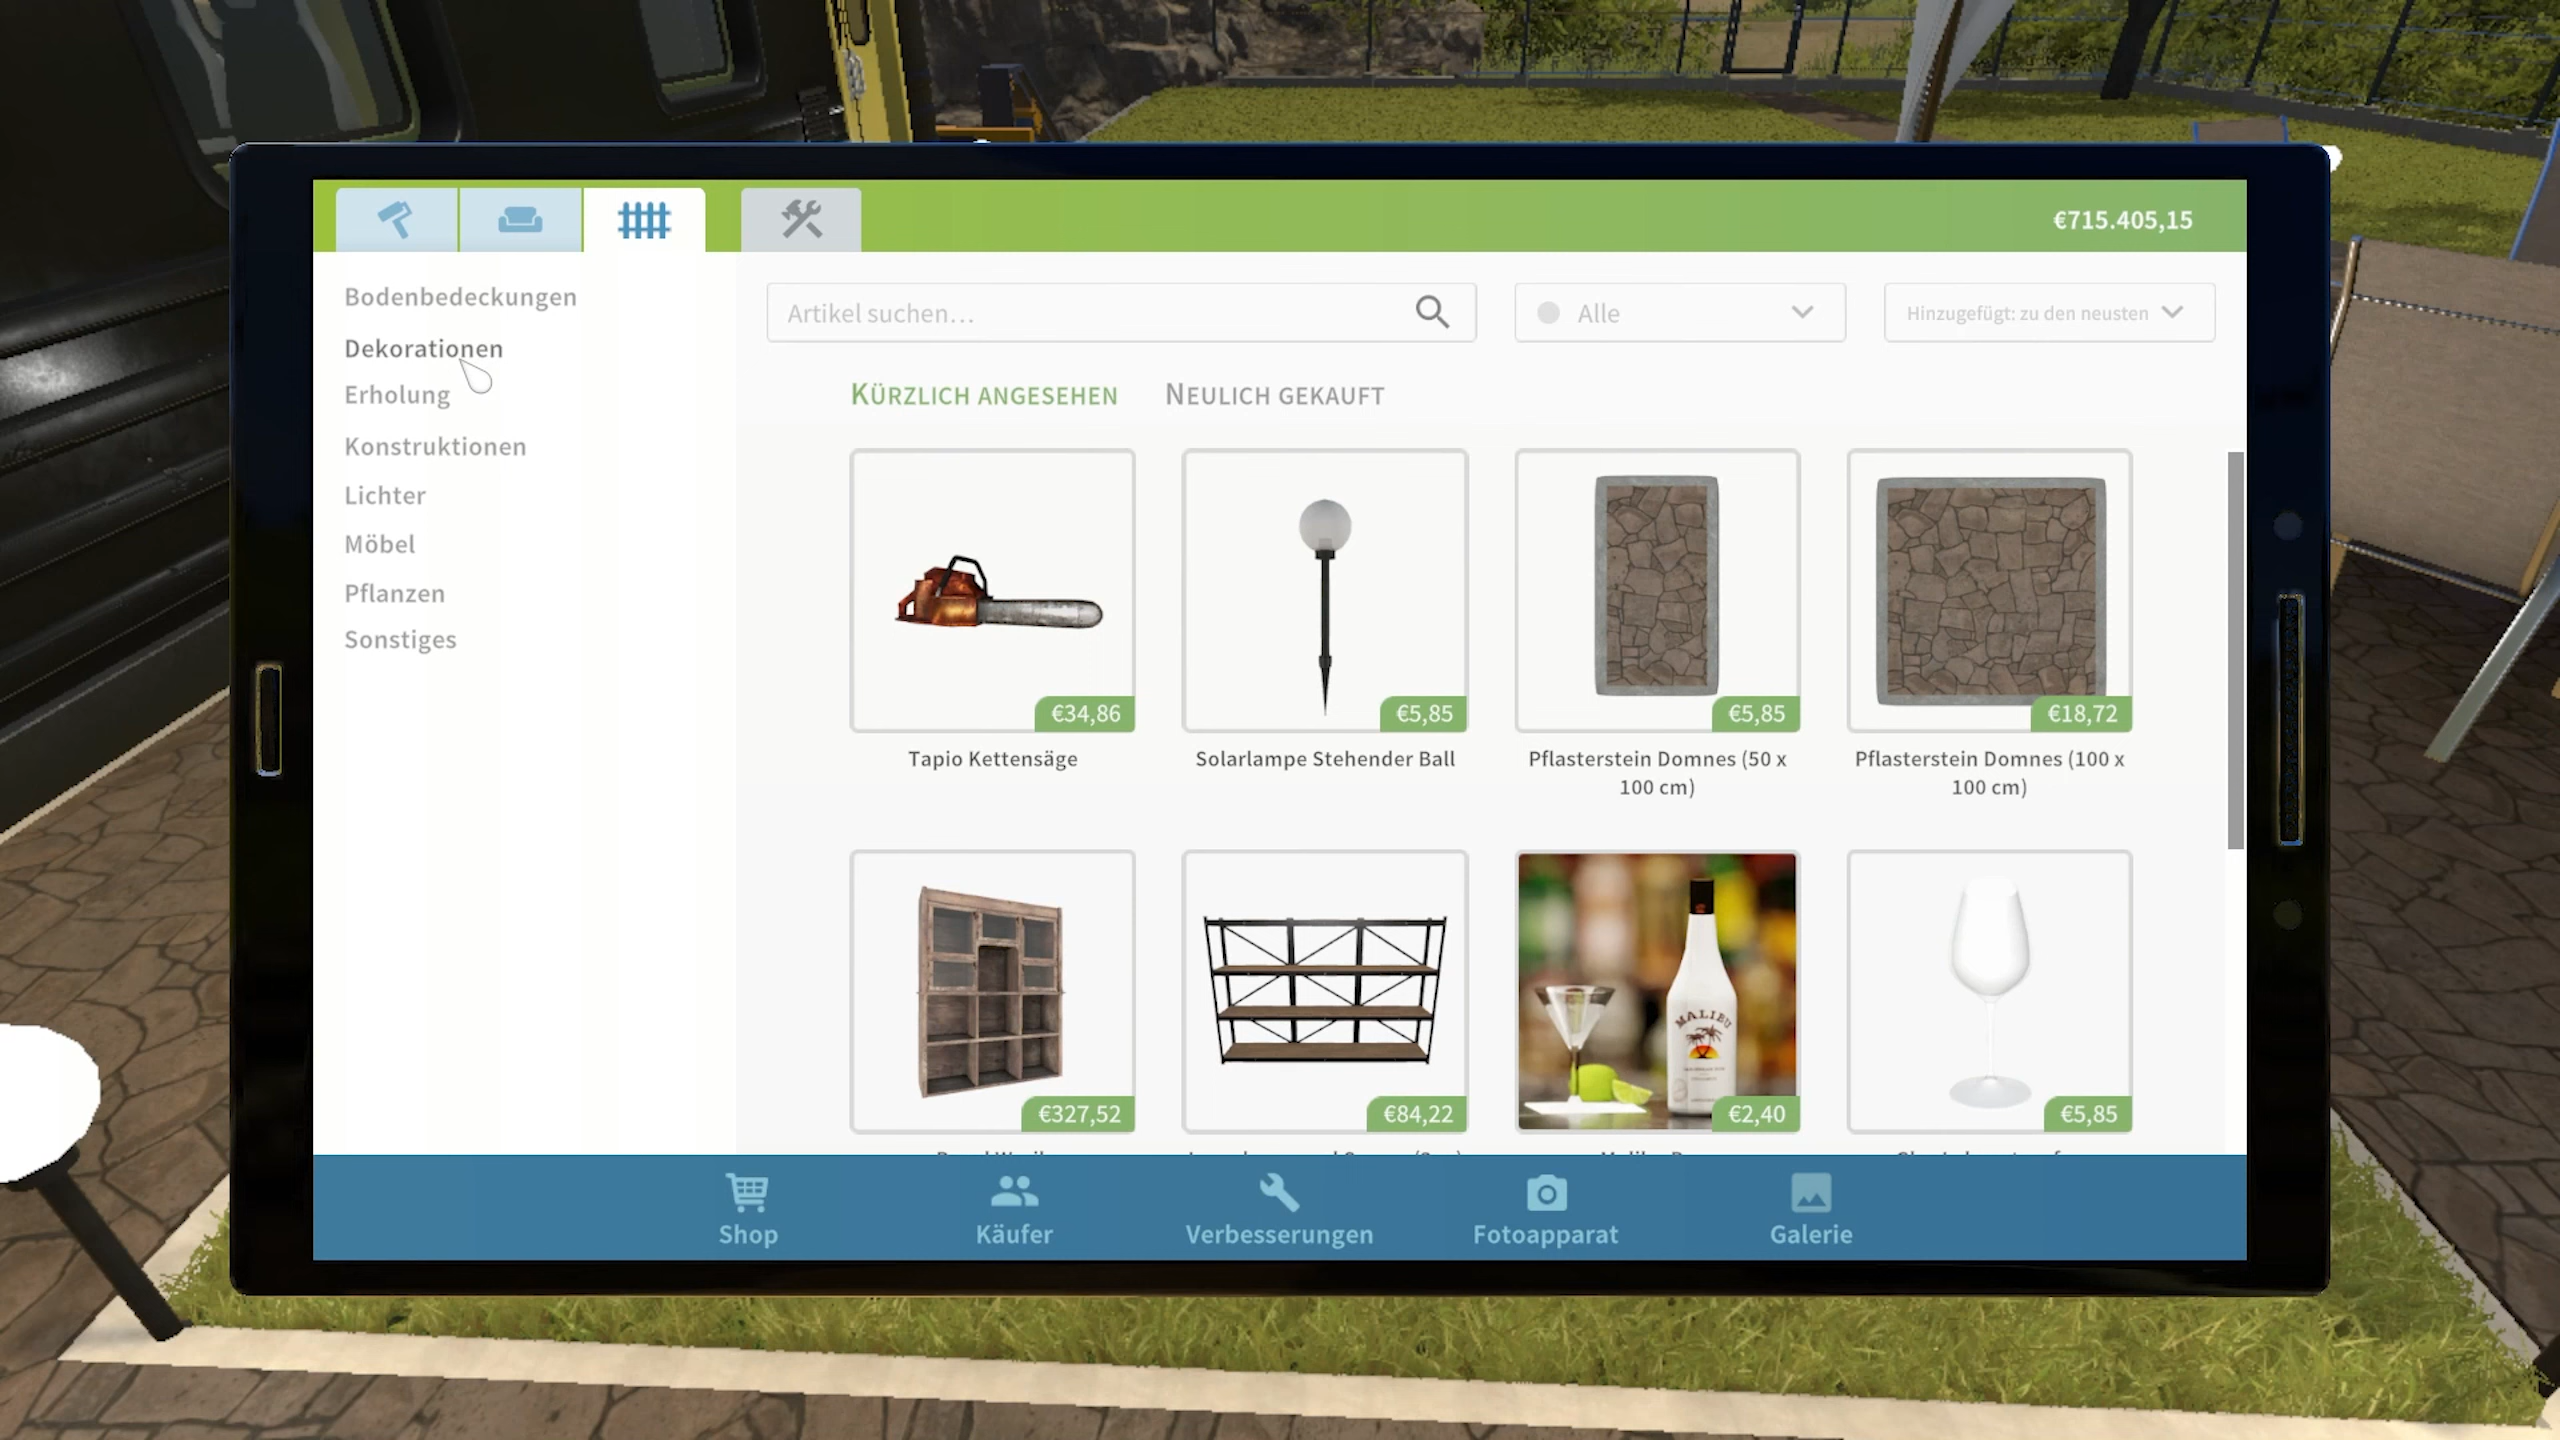 €715.405,15
Bodenbedeckungen
Dekorationen
Erholung
Konstruktionen
Lichter
Möbel
Pflanzen
Sonstiges
Artikel suchen...
Alle
Hinzugefügt: zu den neusten
KÜRZLICH ANGESEHEN
NEULICH GEKAUFT
€34,86
€5,85
€5,85
€18,72
Tapio Kettensäge
Solarlampe Stehender Ball
Pflasterstein Domnes (50 x
100 cm)
Pflasterstein Domnes (100 x
100 cm)
MALIBU
€327,52
€84,22
€2,40
€5,85
Shop
Käufer
Verbesserungen
Fotoapparat
Galerie